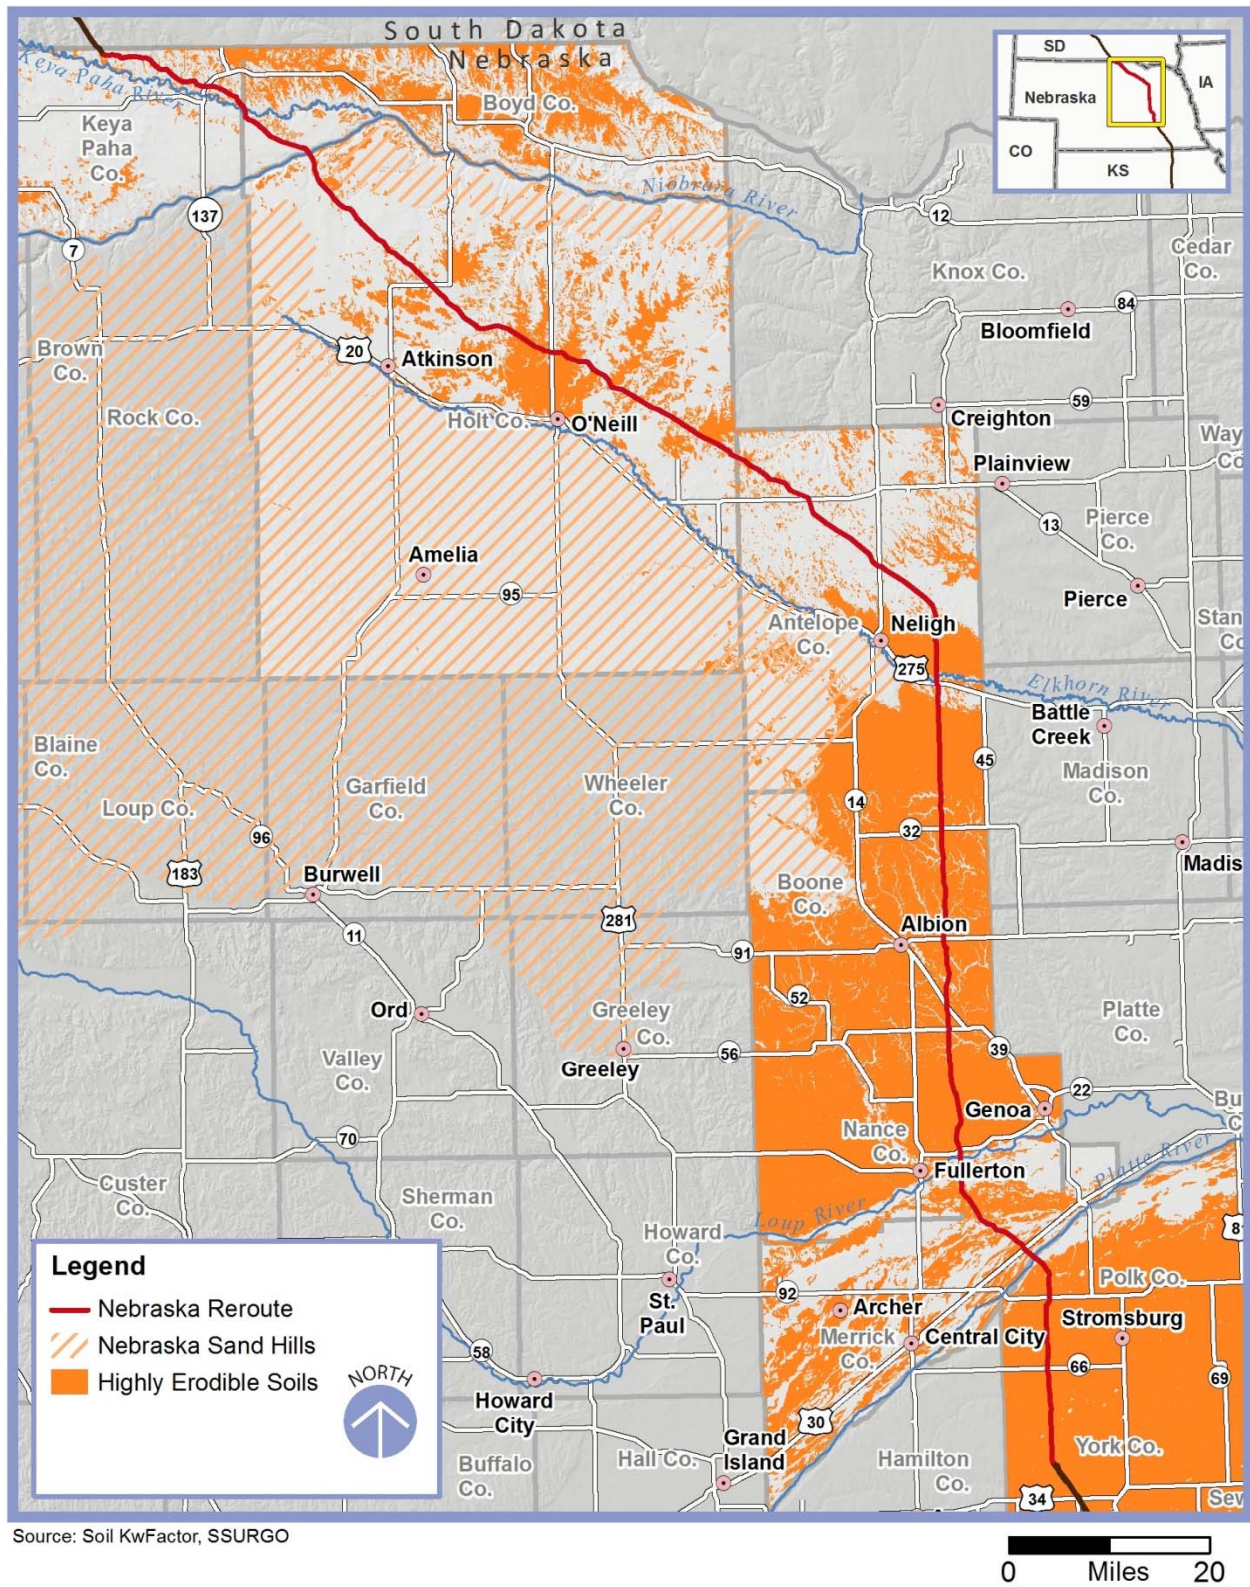 South Dakota
Nebraska
Keya Paha River
Boyd Co.
Keya
Paha
Co.
137
7
Niobrara River
SD
Nebraska
IA
CO
KS
12
Cedar
Co.
Knox Co.
84
Bloomfield
Brown
Co.
20
Atkinson
Rock Co.
Holt Co.
O'Neill
59
Creighton
Way
Co
Plainview
13
Pierce
Co.
Amelia
95
Pierce
Antelope
Co.
Neligh
Stan
Co
275
Elkhorn River
Battle
Creek
Blaine
Co.
45
Madison
Co.
Garfield
Co.
Wheeler
Co.
Loup Co.
14
96
32
183
Burwell
Madis
Boone
Co.
281
Albion
11
91
52
Ord
Greeley
Co.
Platte
Co.
Valley
Co.
39
56
Greeley
22
Genoa
Bu
C
70
Nance
Co.
Platte River
Fullerton
Custer
Co.
Sherman
Co.
Loup River
Howard
Co.
81
Polk Co.
92
St.
Paul
Archer
Stromsburg
Merrick
Co.
Central City
58
66
69
Howard
City
30
Grand
Island
York Co.
Buffalo
Co.
Hall Co.
Hamilton
Co.
34
Sew
Legend
Nebraska Reroute
Nebraska Sand Hills
Highly Erodible Soils
NORTH
Source: Soil KwFactor, SSURGO
0 Miles 20